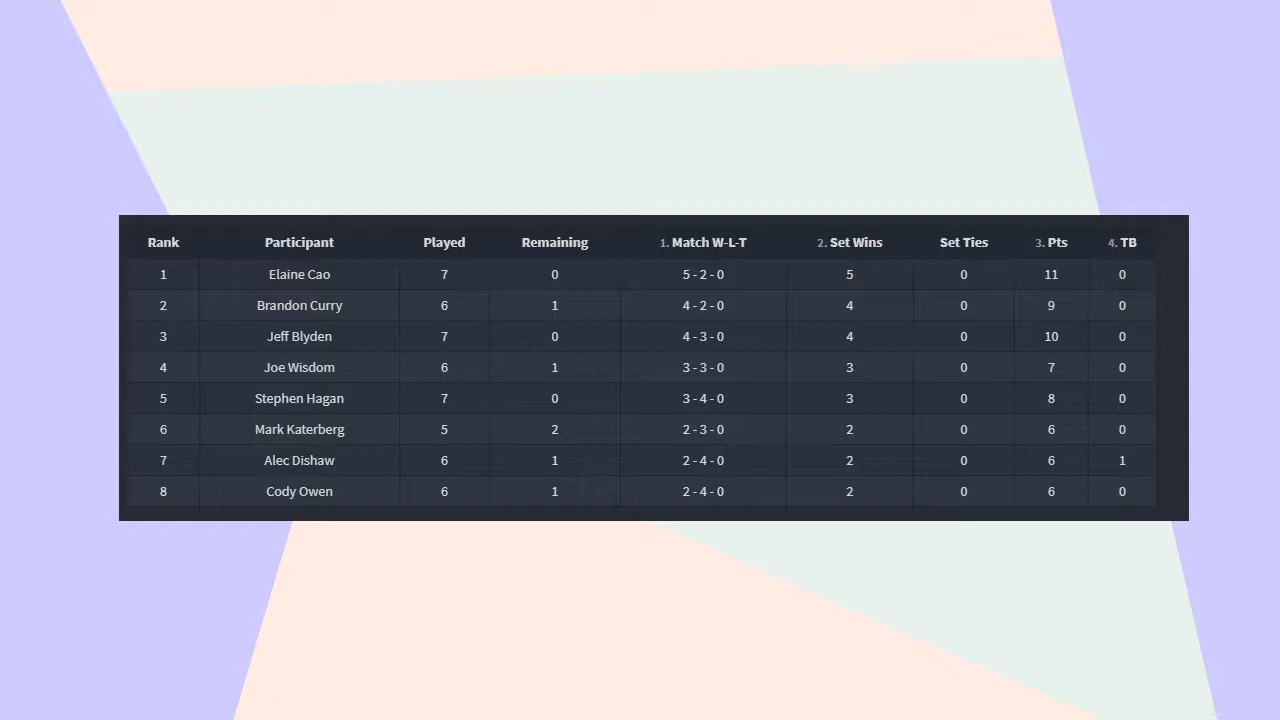 Rank Participant Played Remaining 1. Match W-L-T 2. Set Wins Set Ties 3. Pts 4. TB
1 Elaine Cao 7 0 5 - 2 - 0 5 0 11 0
2 Brandon Curry 6 1 4 - 2 - 0 4 0 9 0
3 Jeff Blyden 7 0 4 - 3 - 0 4 0 10 0
4 Joe Wisdom 6 1 3 - 3 - 0 3 0 7 0
5 Stephen Hagan 7 0 3 - 4 - 0 3 0 8 0
6 Mark Katerberg 5 2 2 - 3 - 0 2 0 6 0
7 Alec Dishaw 6 1 2 - 4 - 0 2 0 6 1
8 Cody Owen 6 1 2 - 4 - 0 2 0 6 0